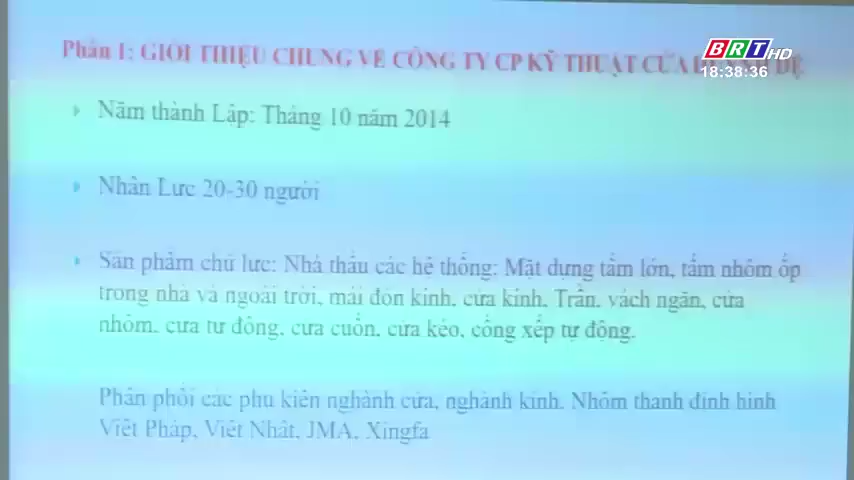 Phần 1: GIỚI THIỆU CHUNG VỀ CÔNG TY CP KỸ THUẬT CỬA
BRT HD
18:38:36
Năm thành Lập: Tháng 10 năm 2014
Nhân Lực 20-30 người
Sản phẩm chủ lực: Nhà thầu các hệ thống: Mặt dựng tấm lớn, tấm nhôm ốp
trong nhà và ngoài trời, mái đón kính, cửa kính, Trần, vách ngăn, cửa
nhôm, cửa tự động, cửa cuốn, cửa kéo, cổng xếp tự động.
Phân phối các phụ kiện nghành cửa, nghành kính. Nhôm thanh định hình
Việt Pháp, Việt Nhật, JMA, Xingfa